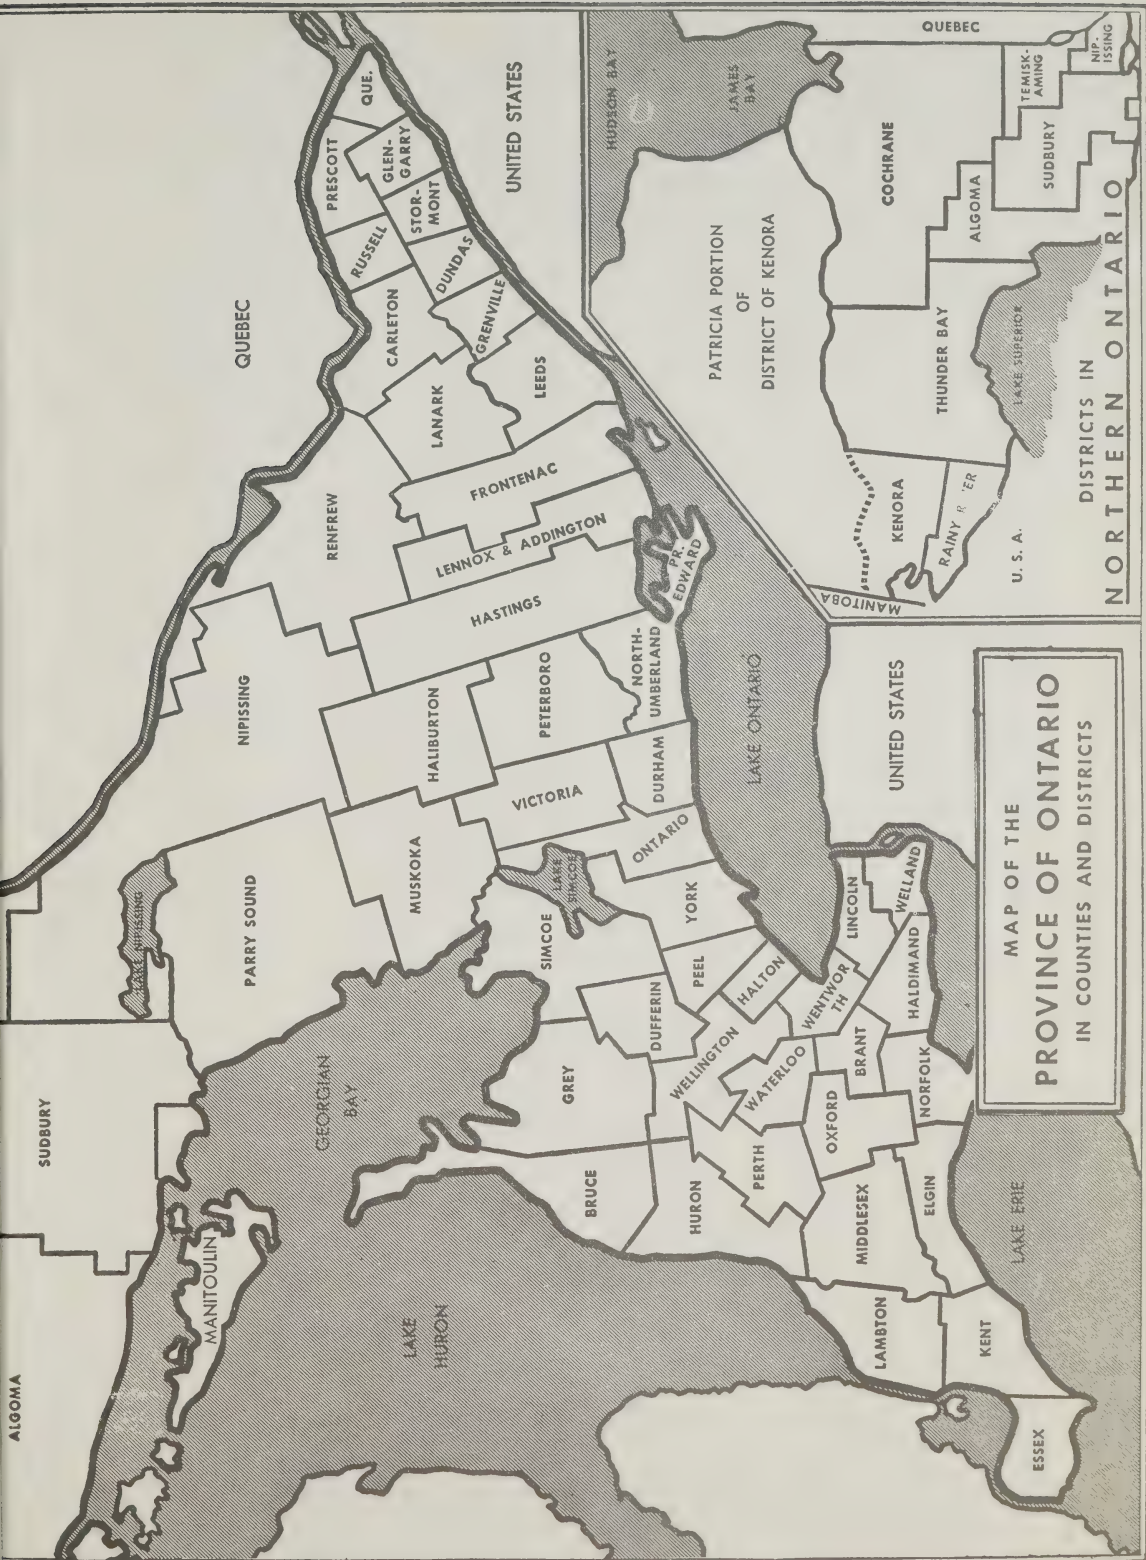 ALGOMA
SUDBURY
MANITOULIN
LAKE NIPISSING
NIPISSING
PARRY SOUND
MUSKOKA
GEORGIAN
BAY
LAKE
HURON
QUEBEC
RENFREW
HALIBURTON
HASTINGS
LENNOX & ADDINGTON
FRONTENAC
LANARK
CARLETON
LEEDS
GRENVILLE
DUNDAS
RUSSELL
PRESCOTT
STOR-
MONT
GLEN-
GARRY
QUE.
UNITED STATES
PETERBORO
VICTORIA
NORTH-
UMBERLAND
PR.
EDWARD
DURHAM
ONTARIO
LAKE
SIMCOE
SIMCOE
YORK
PEEL
HALTON
DUFFERIN
GREY
BRUCE
WELLINGTON
WATERLOO
WENTWOR
TH
LINCOLN
WELLAND
HALDIMAND
BRANT
NORFOLK
OXFORD
PERTH
HURON
MIDDLESEX
ELGIN
LAMBTON
KENT
ESSEX
LAKE ERIE
LAKE ONTARIO
UNITED STATES
MAP OF THE
PROVINCE OF ONTARIO
IN COUNTIES AND DISTRICTS
HUDSON BAY
JAMES
BAY
QUEBEC
PATRICIA PORTION
OF
DISTRICT OF KENORA
COCHRANE
TEMISK-
AMING
NIP-
ISSING
SUDBURY
ALGOMA
THUNDER BAY
LAKE SUPERIOR
KENORA
RAINY
MANITOBA
U. S. A.
DISTRICTS IN
NORTHERN ONTARIO